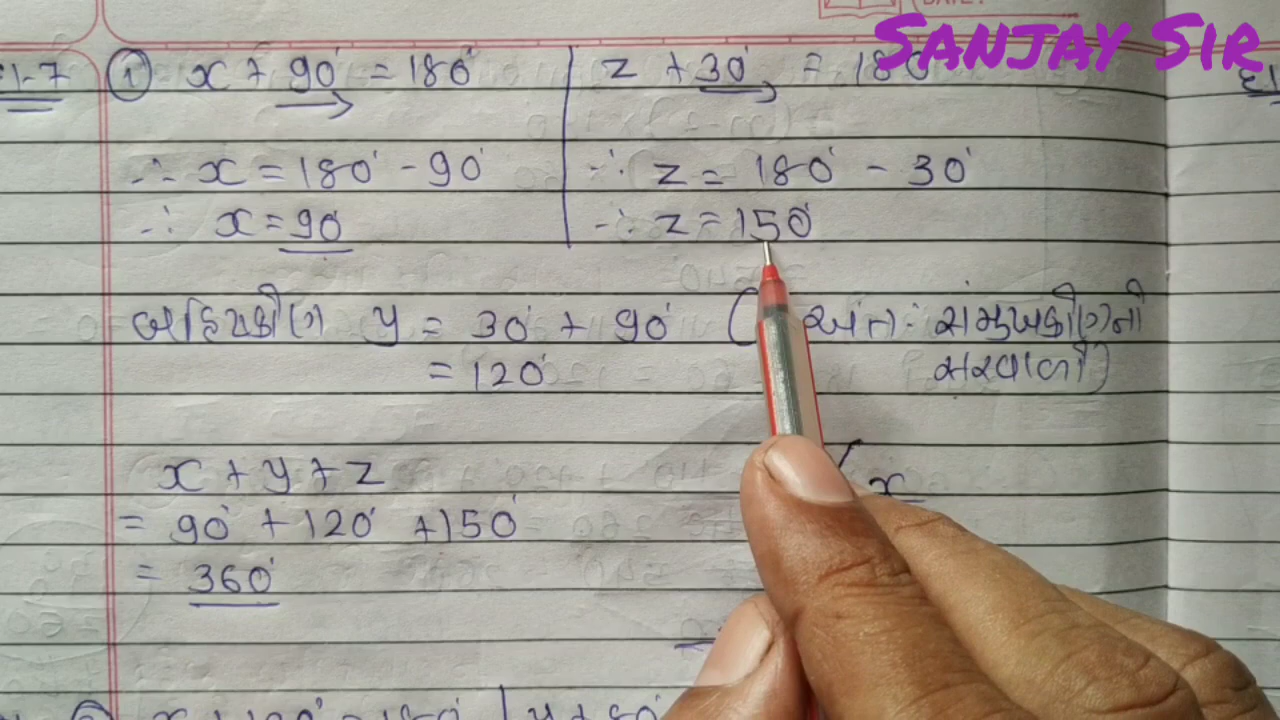 SANJAY SIR
દા-7 ① x + 90° = 180°
∴ x = 180° - 90°
∴ x = 90°
z + 30° = 180°
∴ z = 180° - 30°
∴ z = 150°
બહિષ્કોણ y = 30° + 90° ( અંતઃ સંમુખકોણની
= 120° સરવાળો)
x + y + z
= 90° + 120° + 150°
= 360°
x